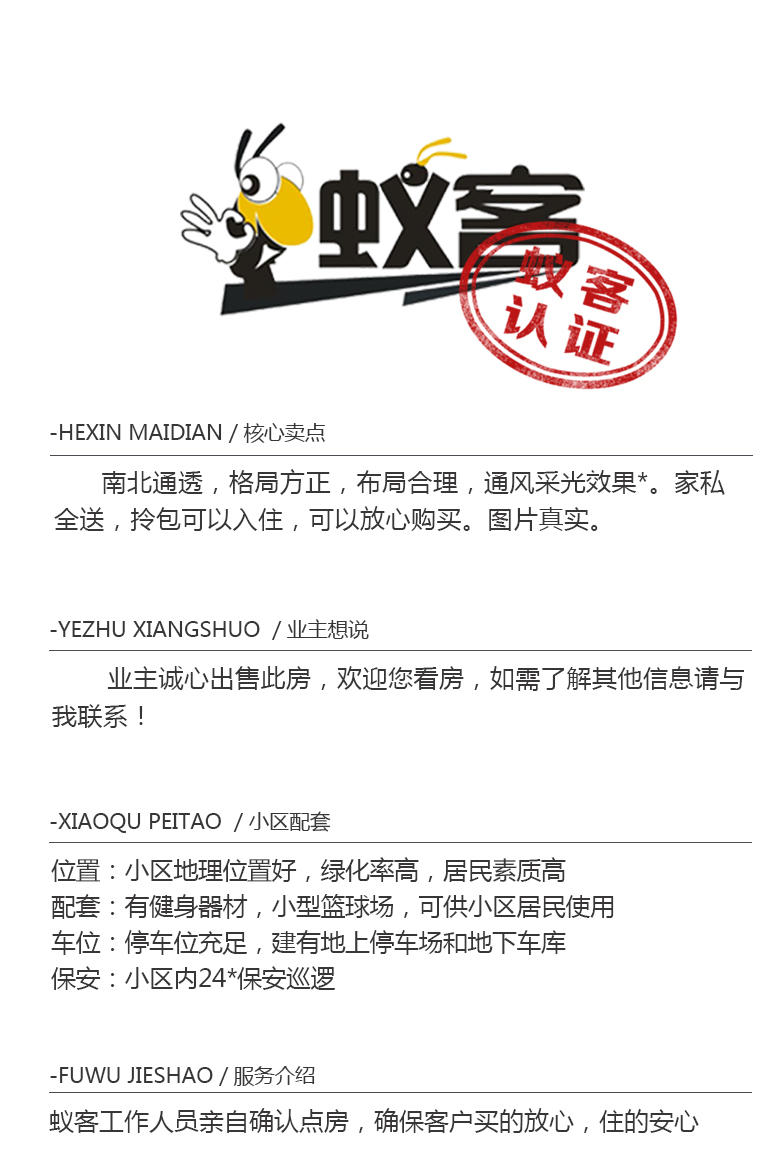 蚁客
蚁客
认证
-HEXIN MAIDIAN / 核心卖点
南北通透，格局方正，布局合理，通风采光效果*。家私
全送，拎包可以入住，可以放心购买。图片真实。
-YEZHU XIANGSHUO / 业主想说
业主诚心出售此房，欢迎您看房，如需了解其他信息请与
我联系！
-XIAOQU PEITAO / 小区配套
位置：小区地理位置好，绿化率高，居民素质高
配套：有健身器材，小型篮球场，可供小区居民使用
车位：停车位充足，建有地上停车场和地下车库
保安：小区内24*保安巡逻
-FUWU JIESHAO / 服务介绍
蚁客工作人员亲自确认点房，确保客户买的放心，住的安心